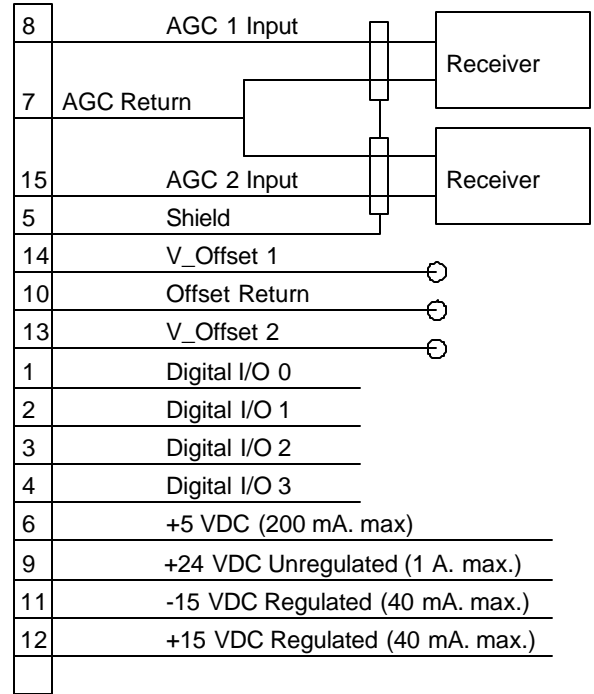 8 AGC 1 Input
Receiver
7 AGC Return
15 AGC 2 Input Receiver
5 Shield
14 V_Offset 1
10 Offset Return
13 V_Offset 2
1 Digital I/O 0
2 Digital I/O 1
3 Digital I/O 2
4 Digital I/O 3
6 +5 VDC (200 mA. max)
9 +24 VDC Unregulated (1 A. max.)
11 -15 VDC Regulated (40 mA. max.)
12 +15 VDC Regulated (40 mA. max.)